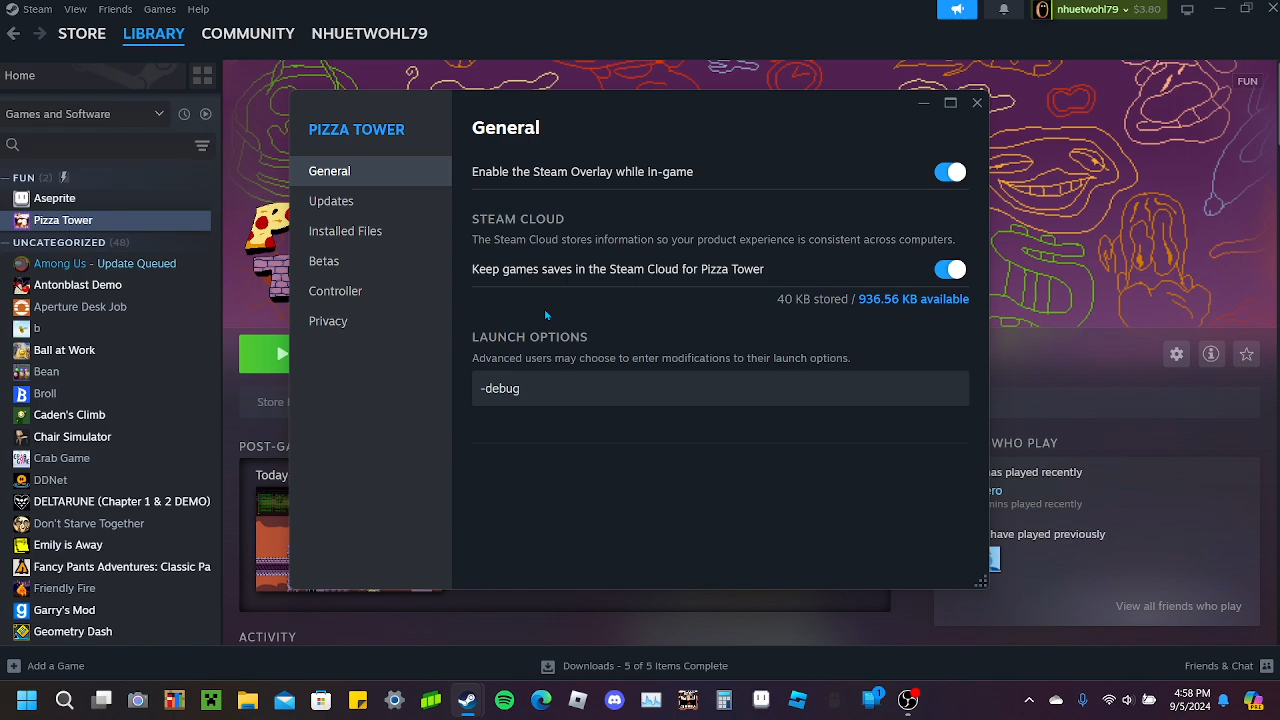 Steam View Friends Games Help
nhuetwohl79 $3.80
STORE LIBRARY COMMUNITY NHUETWOHL79
Home
FUN
Games and Software
FUN (2)
Aseprite
Pizza Tower
UNCATEGORIZED (48)
Among Us - Update Queued
Antonblast Demo
Aperture Desk Job
b
Ball at Work
Bean
Broll
Caden's Climb
Chair Simulator
Crab Game
DDNet
DELTARUNE (Chapter 1 & 2 DEMO)
Don't Starve Together
Emily is Away
Fancy Pants Adventures: Classic Pa
Friendly Fire
Garry's Mod
Geometry Dash
PIZZA TOWER
General
Updates
Installed Files
Betas
Controller
Privacy
General
Enable the Steam Overlay while In-game
STEAM CLOUD
The Steam Cloud stores information so your product experience is consistent across computers.
Keep games saves in the Steam Cloud for Pizza Tower
40 KB stored / 936.56 KB available
LAUNCH OPTIONS
Advanced users may choose to enter modifications to their launch options.
-debug
Store
POST-GA
Today
ACTIVITY
WHO PLAY
as played recently
ero
mins played recently
have played previously
View all friends who play
Add a Game
Downloads - 5 of 5 Items Complete
Friends & Chat
1
4:58 PM
9/5/2024
PRE